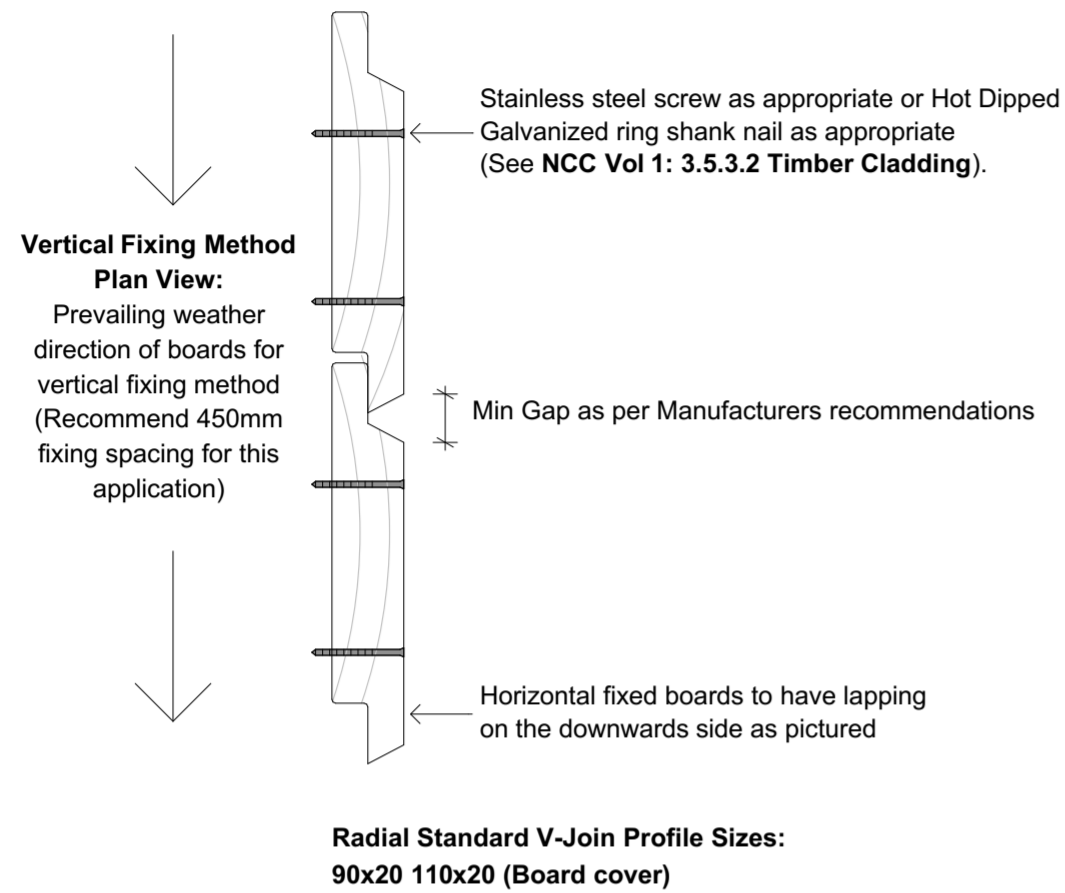 Stainless steel screw as appropriate or Hot Dipped
Galvanized ring shank nail as appropriate
(See NCC Vol 1: 3.5.3.2 Timber Cladding).
Vertical Fixing Method
Plan View:
Prevailing weather
direction of boards for
vertical fixing method
(Recommend 450mm
fixing spacing for this
application)
Min Gap as per Manufacturers recommendations
Horizontal fixed boards to have lapping
on the downwards side as pictured
Radial Standard V-Join Profile Sizes:
90x20 110x20 (Board cover)